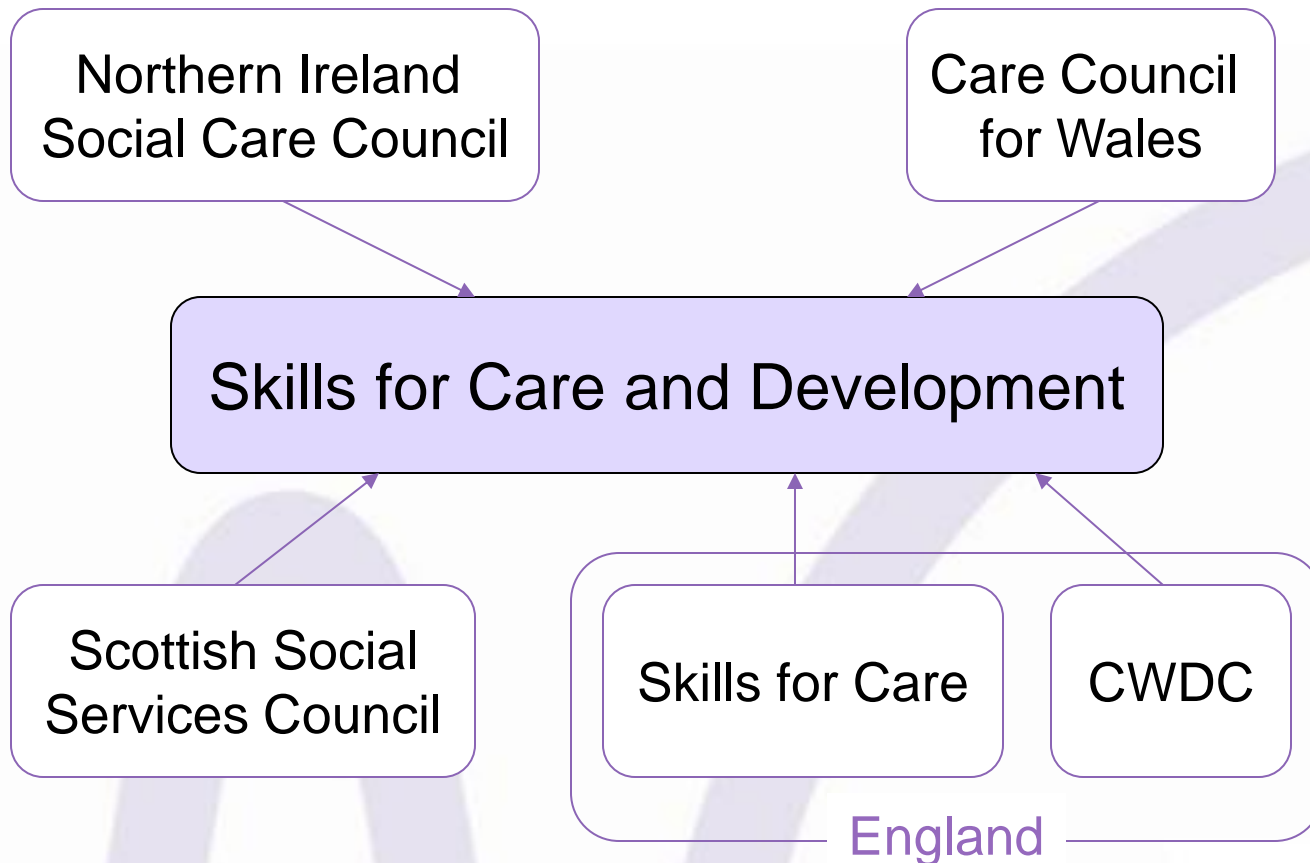 Northern Ireland
Social Care Council
Care Council
for Wales
Skills for Care and Development
Scottish Social
Services Council
Skills for Care
CWDC
England